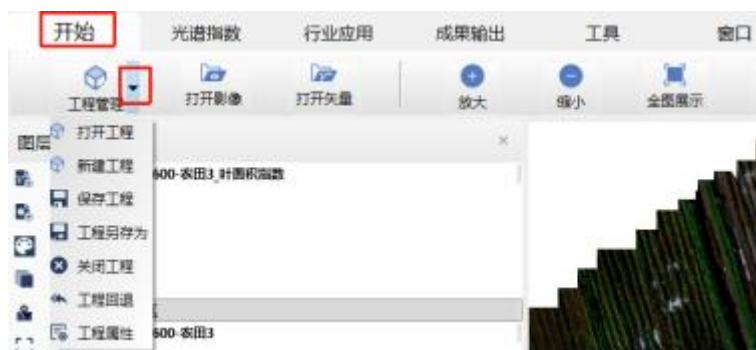 开始 光谱指数 行业应用 成果输出 工具 窗口
工程管理 打开影像 打开矢量 放大 缩小 全图展示
图层
打开工程
新建工程
600-农田3_叶面积指数
保存工程
工程另存为
关闭工程
工程回退
工程属性
600-农田3